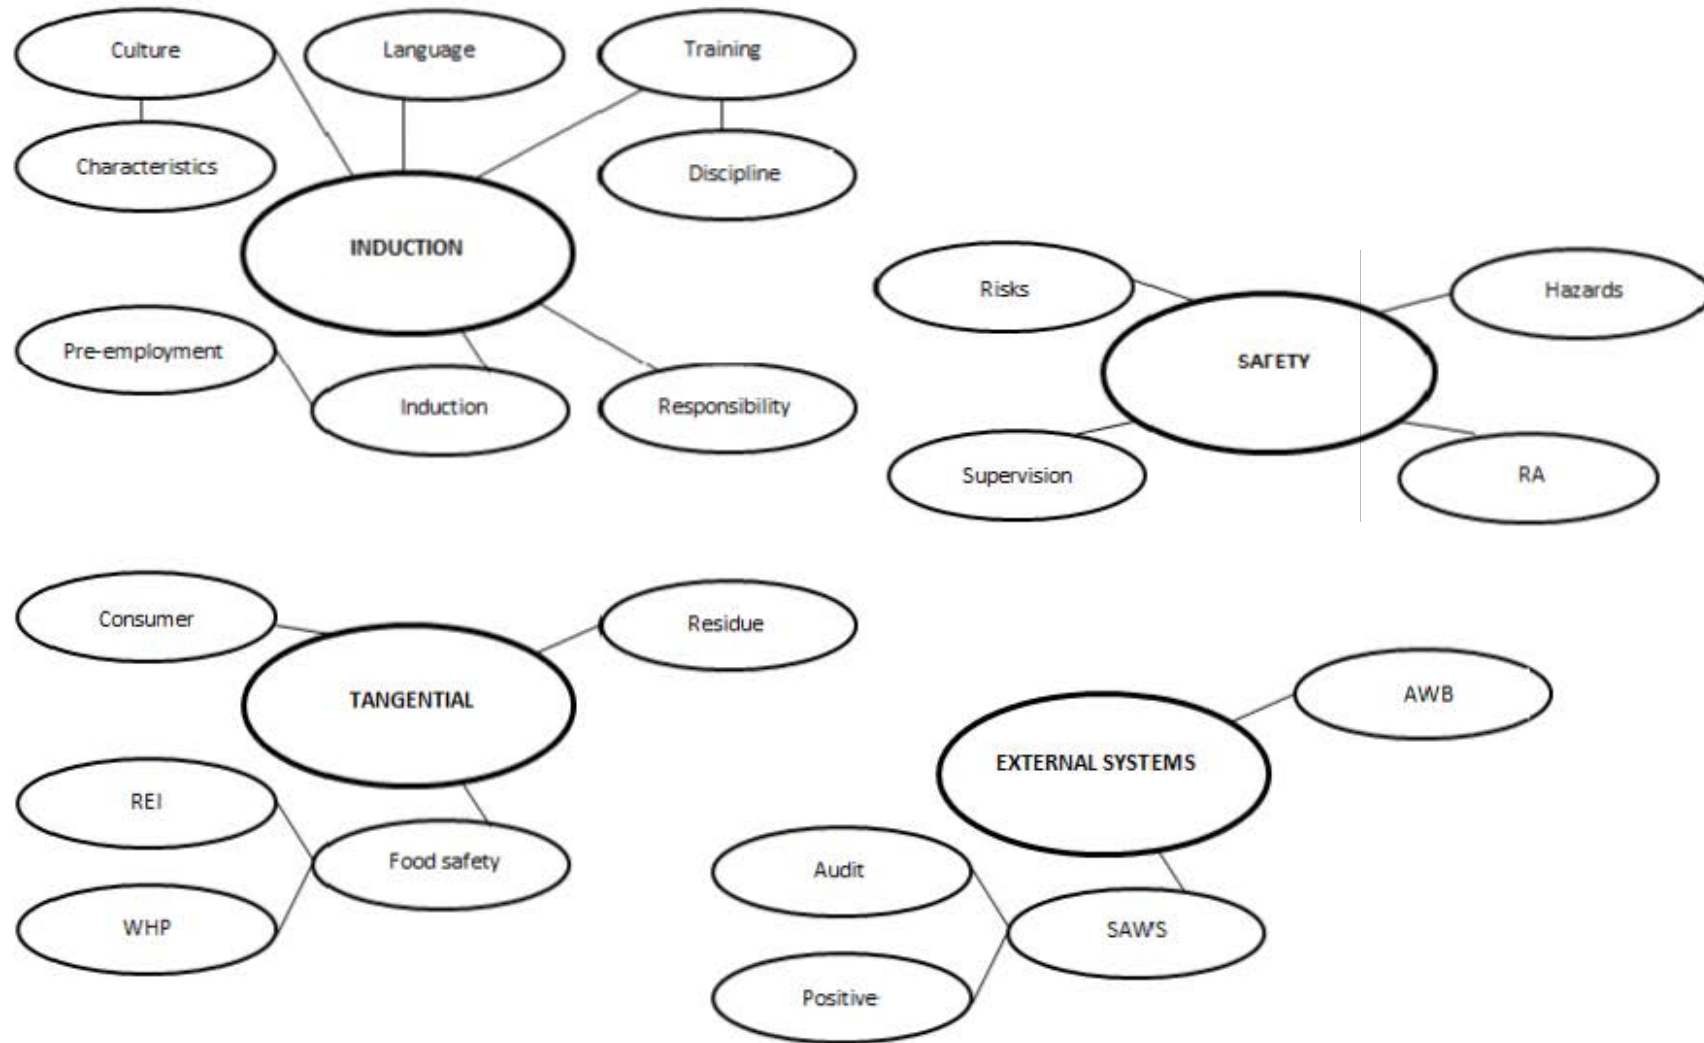 Culture
Language
Training
Characteristics
Discipline
INDUCTION
Pre-employment
Induction
Responsibility
Risks
Hazards
SAFETY
Supervision
RA
Consumer
Residue
TANGENTIAL
REI
Food safety
WHP
AWB
EXTERNAL SYSTEMS
Audit
SAW'S
Positive